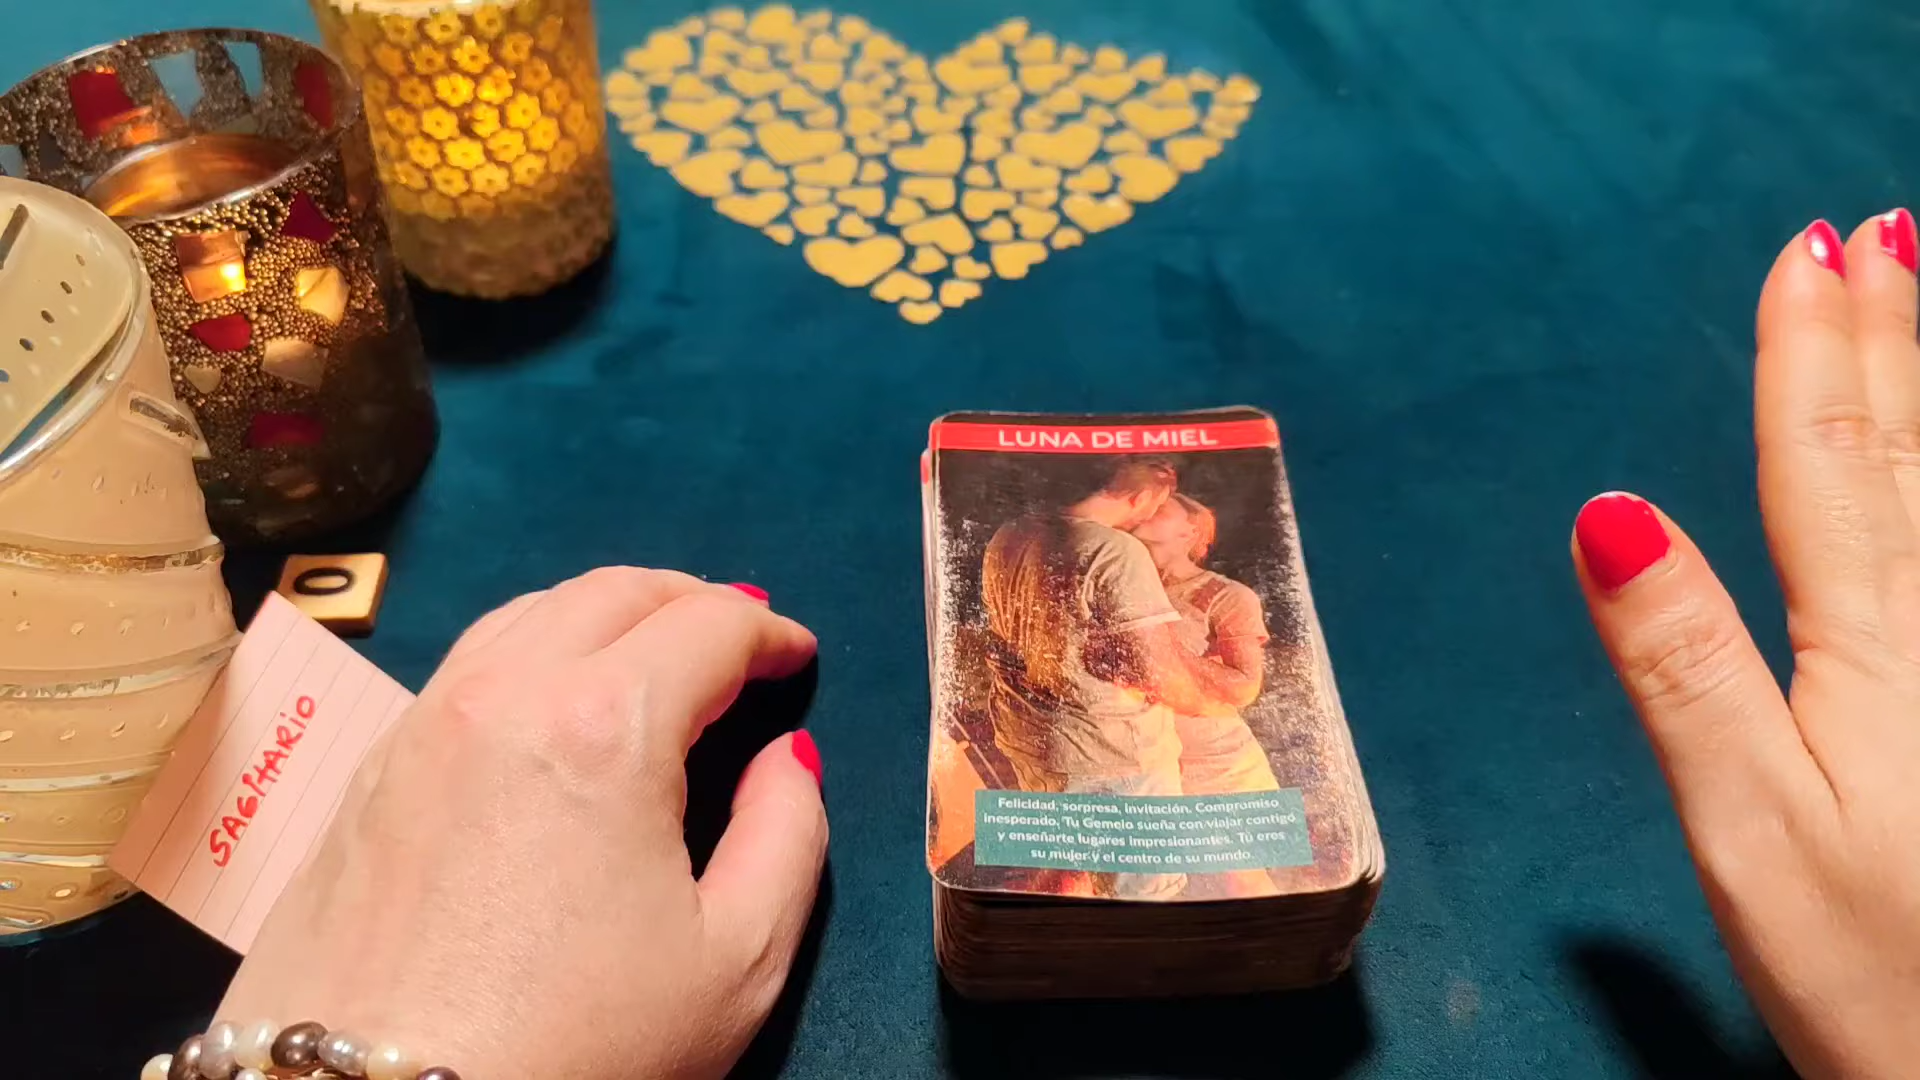 LUNA DE MIEL
O
SAGITARIO
Felicidad, sorpresa, invitación. Compromiso
inesperado. Tu Gemelo sueña con viajar contigo
y enseñarte lugares impresionantes. Tú eres
su mujer y el centro de su mundo.